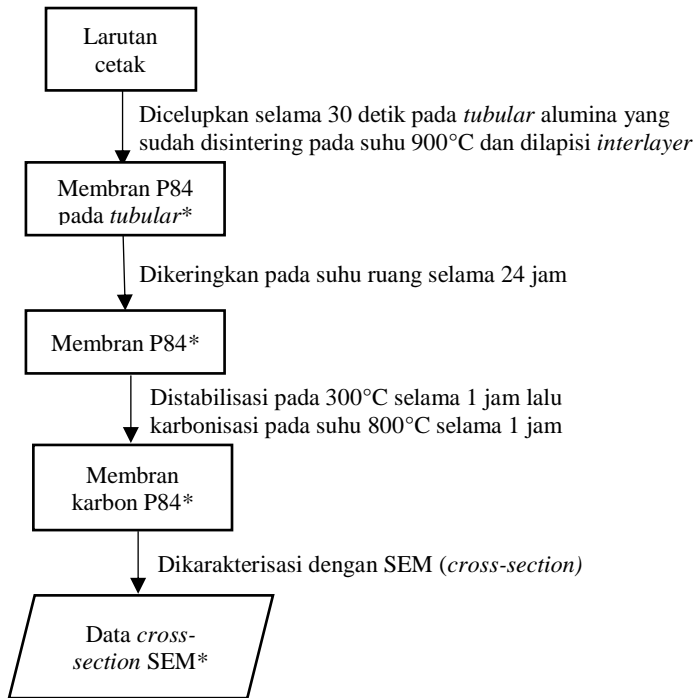 Larutan
cetak
Dicelupkan selama 30 detik pada tubular alumina yang
sudah disintering pada suhu 900°C dan dilapisi interlayer
Membran P84
pada tubular*
Dikeringkan pada suhu ruang selama 24 jam
Membran P84*
Distabilisasi pada 300°C selama 1 jam lalu
karbonisasi pada suhu 800°C selama 1 jam
Membran
karbon P84*
Dikarakterisasi dengan SEM (cross-section)
Data cross-
section SEM*